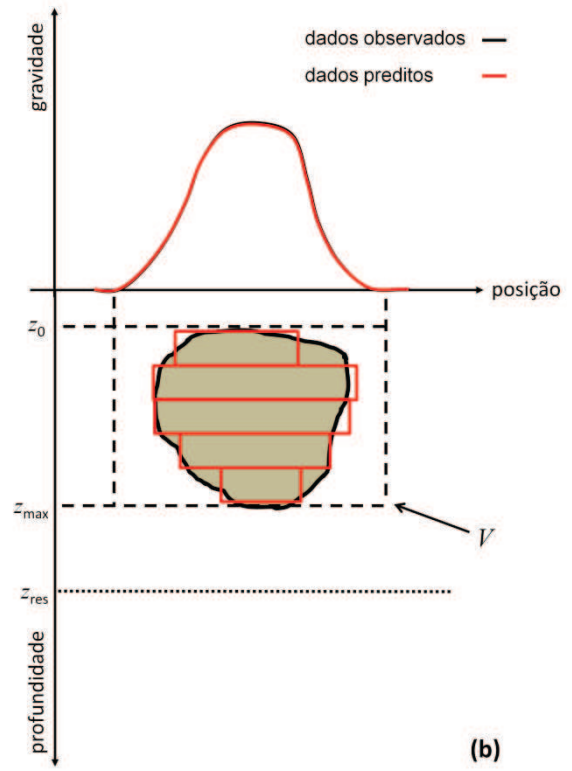 gravidade
dados observados
dados preditos
posição
z0
zmax
V
zres
profundidade
(b)